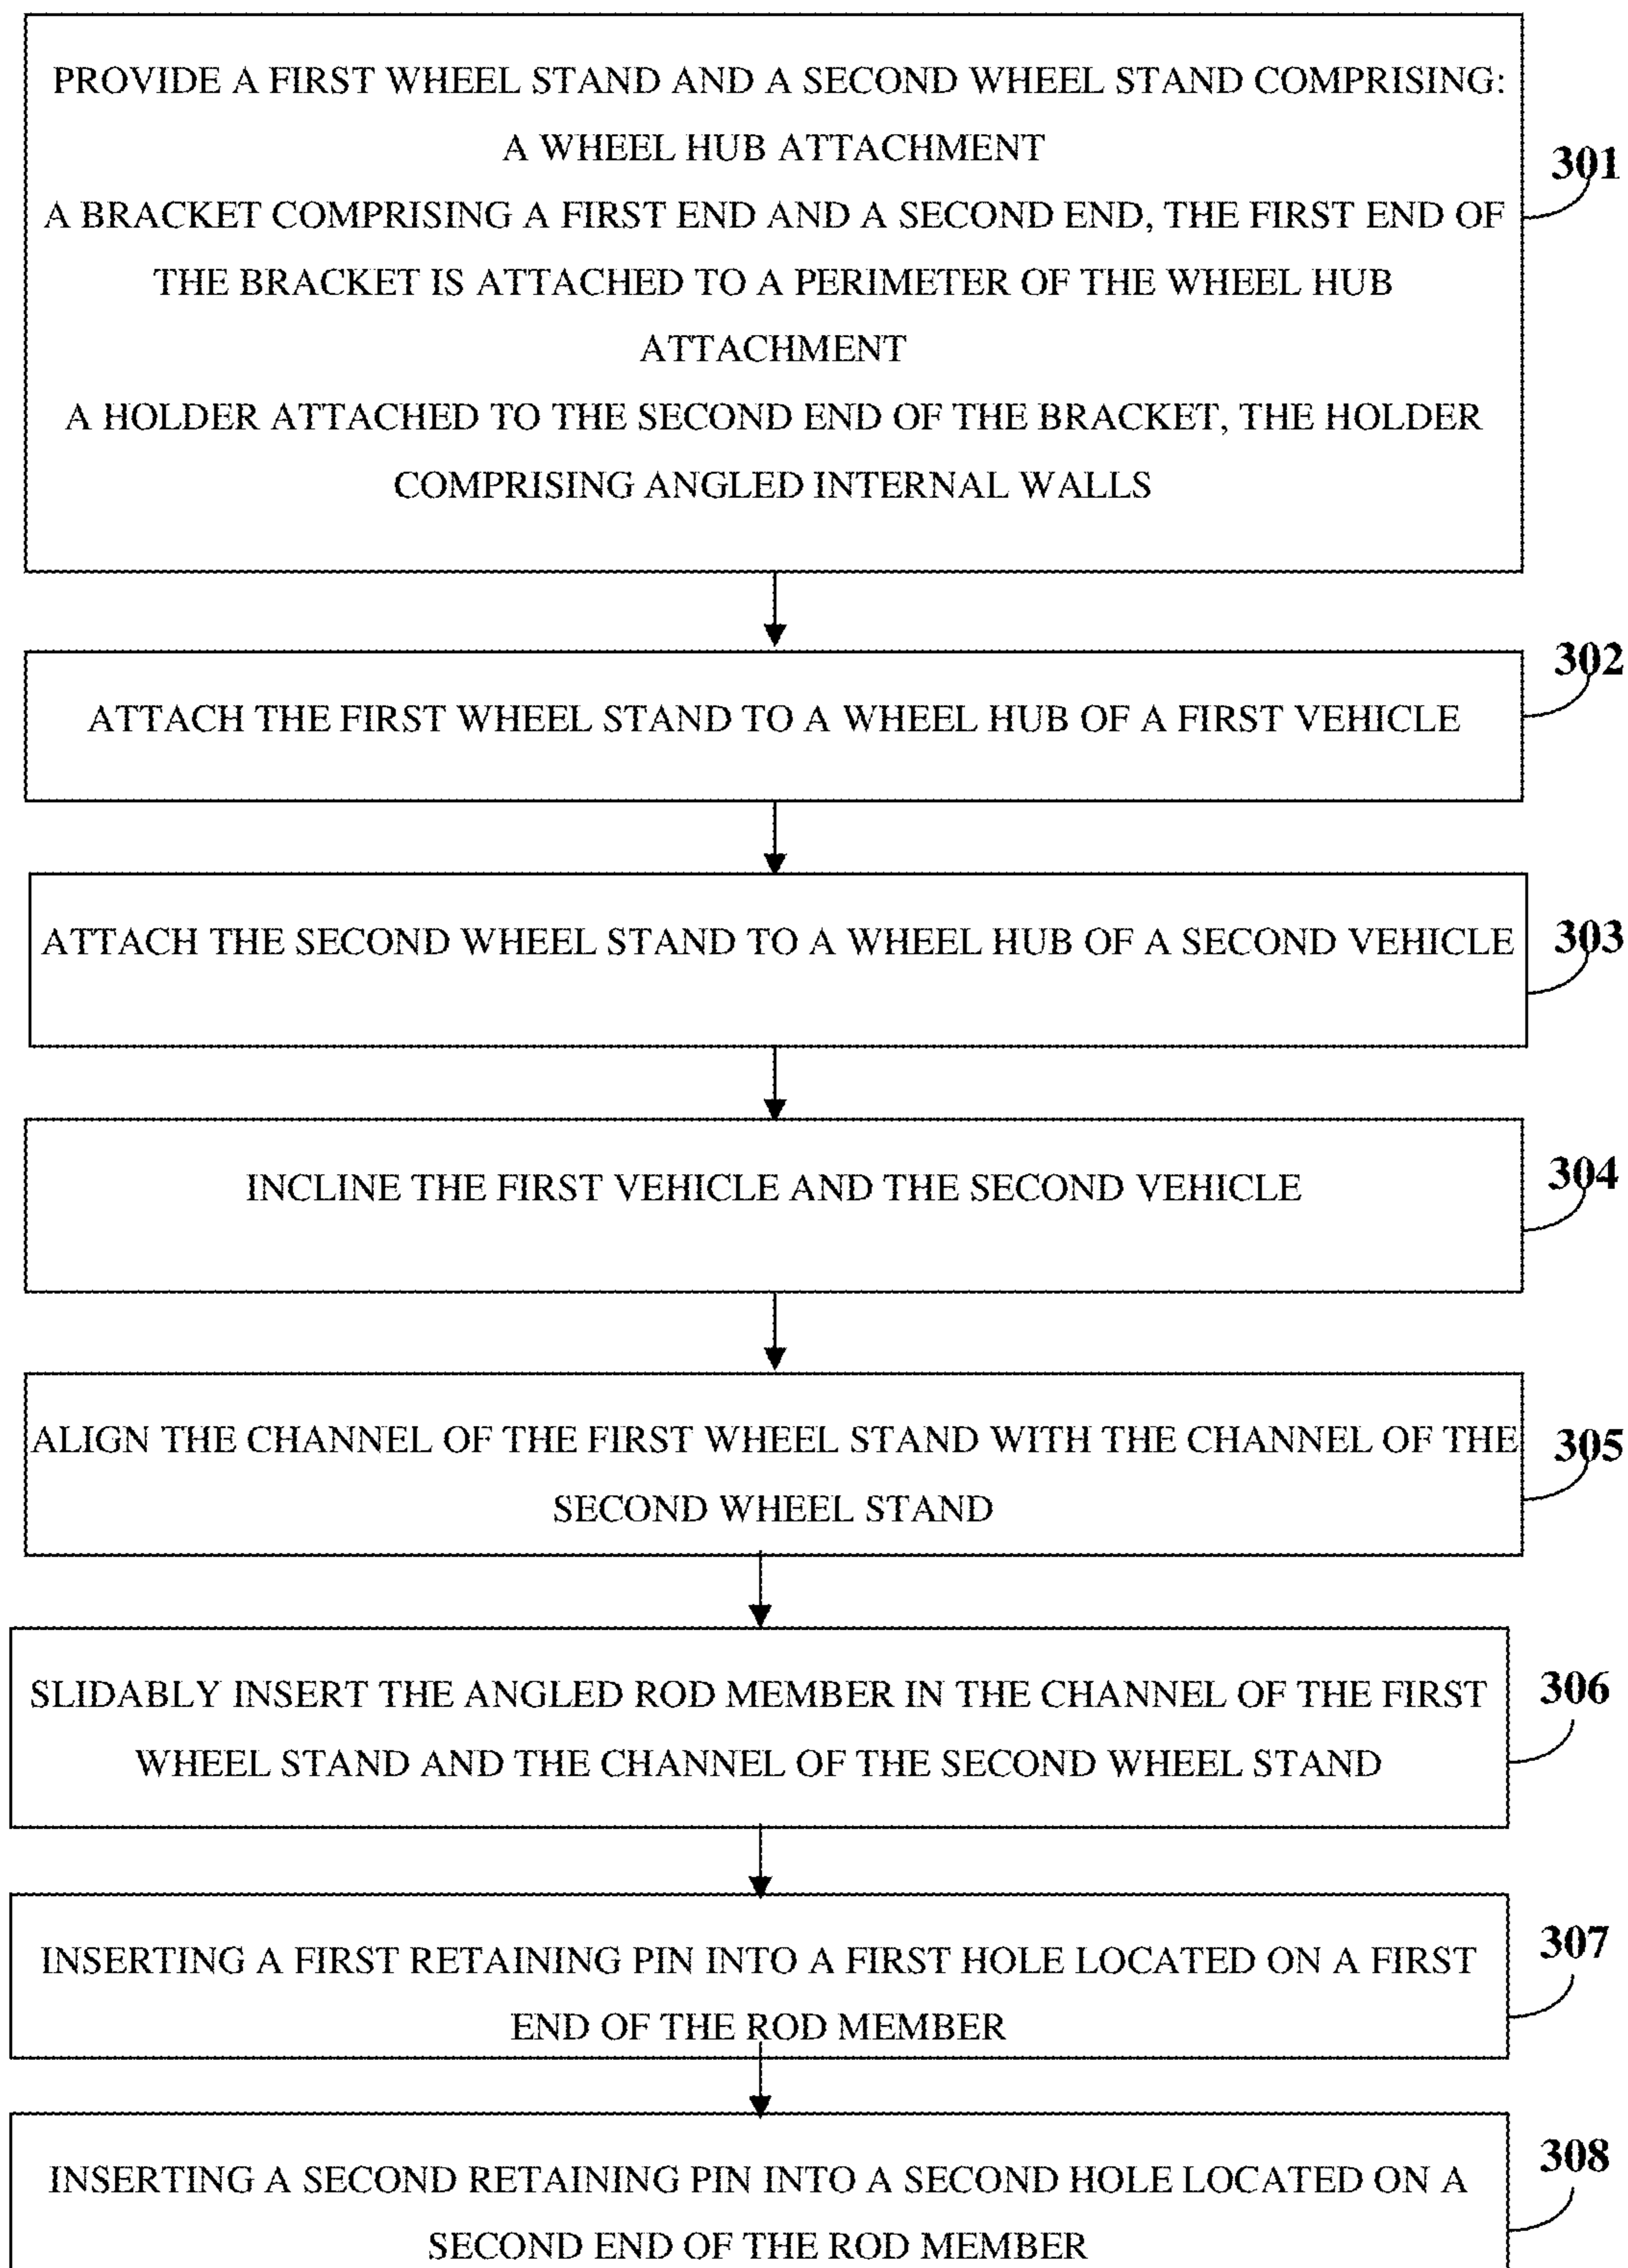 PROVIDE A FIRST WHEEL STAND AND A SECOND WHEEL STAND COMPRISING:
A WHEEL HUB ATTACHMENT
301
A BRACKET COMPRISING A FIRST END AND A SECOND END, THE FIRST END OF
THE BRACKET IS ATTACHED TO A PERIMETER OF THE WHEEL HUB
ATTACHMENT
A HOLDER ATTACHED TO THE SECOND END OF THE BRACKET, THE HOLDER
COMPRISING ANGLED INTERNAL WALLS
302
ATTACH THE FIRST WHEEL STAND TO A WHEEL HUB OF A FIRST VEHICLE
303
ATTACH THE SECOND WHEEL STAND TO A WHEEL HUB OF A SECOND VEHICLE
304
INCLINE THE FIRST VEHICLE AND THE SECOND VEHICLE
305
ALIGN THE CHANNEL OF THE FIRST WHEEL STAND WITH THE CHANNEL OF THE
SECOND WHEEL STAND
306
SLIDABLY INSERT THE ANGLED ROD MEMBER IN THE CHANNEL OF THE FIRST
WHEEL STAND AND THE CHANNEL OF THE SECOND WHEEL STAND
307
INSERTING A FIRST RETAINING PIN INTO A FIRST HOLE LOCATED ON A FIRST
END OF THE ROD MEMBER
308
INSERTING A SECOND RETAINING PIN INTO A SECOND HOLE LOCATED ON A
SECOND END OF THE ROD MEMBER